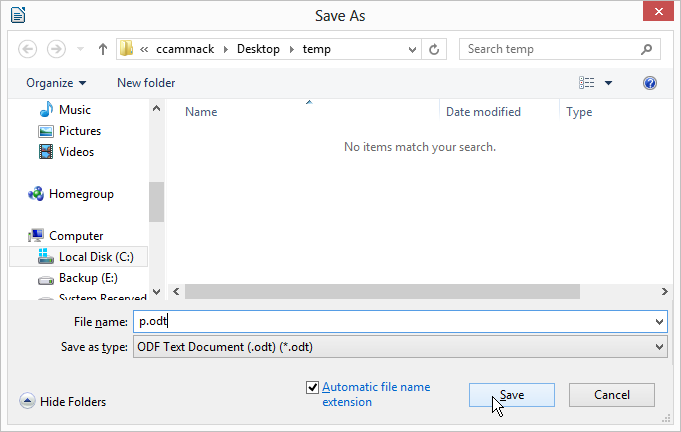 Save As
« ccammack Desktop temp
Search temp
Organize New folder
Music
Pictures
Videos
Homegroup
Computer
Local Disk (C:)
Backup (E:)
System Reserved
Name Date modified Type
No items match your search.
File name: p.odt
Save as type: ODF Text Document (.odt) (*.odt)
Hide Folders
Automatic file name
extension
Save Cancel